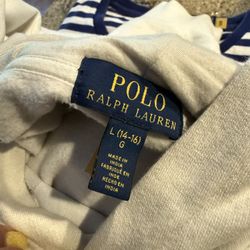 POLO
RALPH LAUREN
L (14-16)
G
MADE IN
INDIA
FABRIQUÉ EN
INDE
HECHO EN
INDIA